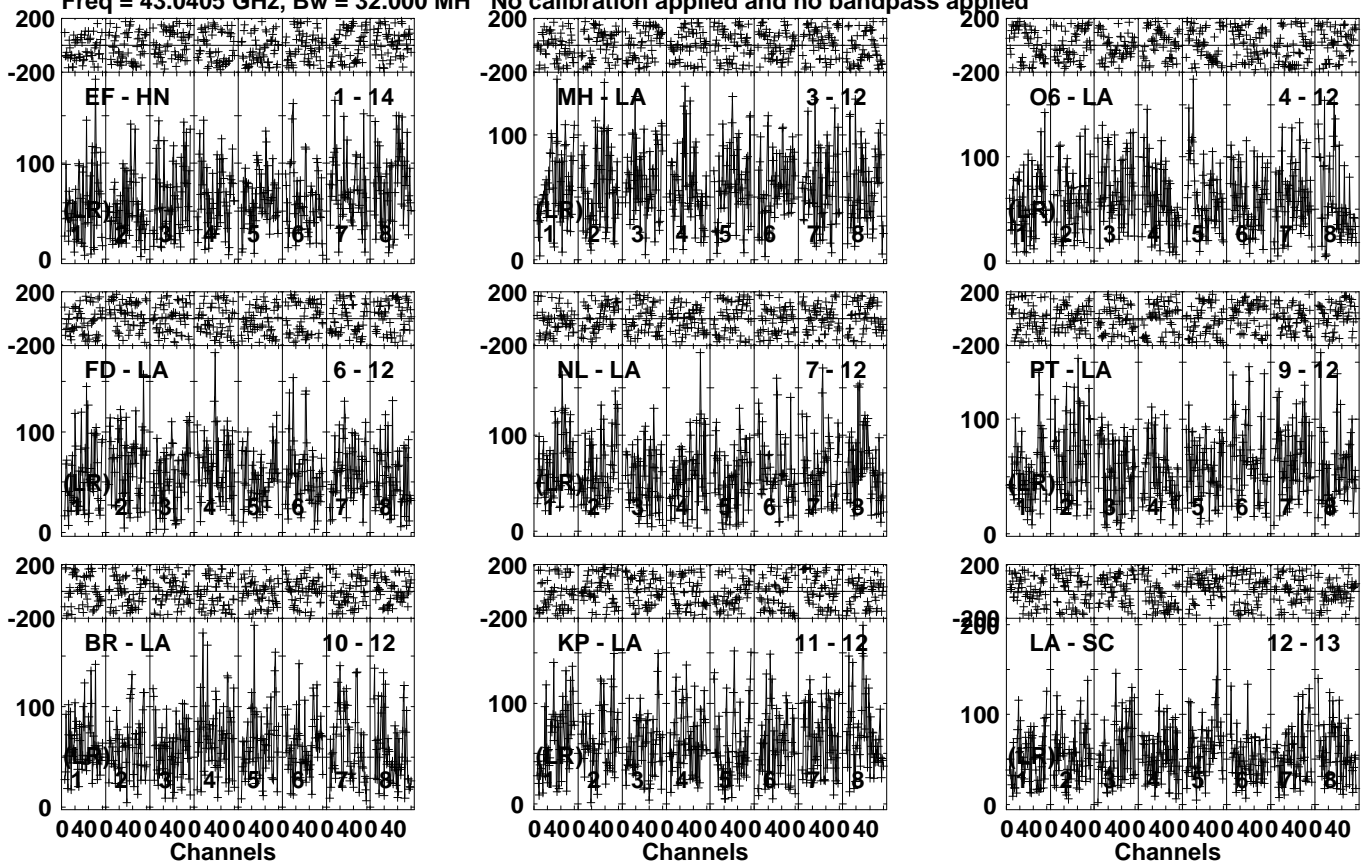 Freq = 43.0405 GHz, Bw = 32.000 MH No calibration applied and no bandpass applied
200
-200
EF - HN 1 - 14
100
(LR)
1 2 3 4 5 6 7 8
0
MH - LA 3 - 12
100
(LR)
1 2 3 4 5 6 7 8
0
200
-200
O6 - LA 4 - 12
100
(LR)
1 2 3 4 5 6 7 8
0
200
-200
FD - LA 6 - 12
100
(LR)
1 2 3 4 5 6 7 8
0
NL - LA 7 - 12
100
(LR)
1 2 3 4 5 6 7 8
0
200
-200
PT - LA 9 - 12
100
(LR)
1 2 3 4 5 6 7 8
0
200
-200
BR - LA 10 - 12
100
(LR)
1 2 3 4 5 6 7 8
0
0 40 0 40 0 40 0 40 0 40 0 40 0 40 0 40
Channels
KP - LA 11 - 12
100
(LR)
1 2 3 4 5 6 7 8
0
0 40 0 40 0 40 0 40 0 40 0 40 0 40 0 40
Channels
200
-200
200
LA - SC 12 - 13
100
(LR)
1 2 3 4 5 6 7 8
0
0 40 0 40 0 40 0 40 0 40 0 40 0 40 0 40
Channels